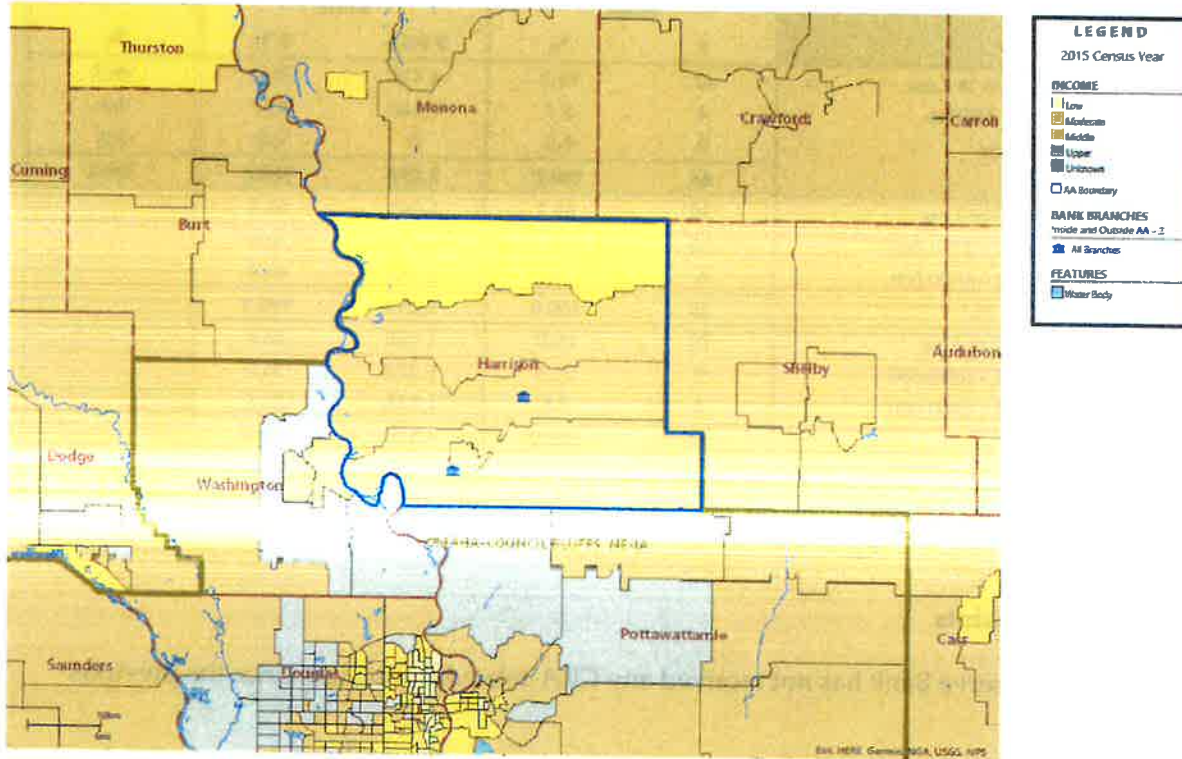 Thurston
Monona
Crawford
Carroll
Cuming
Burt
Harrison
Shelby
Audubon
Dodge
Washington
OMAHA-COUNCIL BLUFFS, NE-IA
Pottawattamie
Cass
Saunders
Douglas
Esri, HERE, Garmin, NGA, USGS, NPS
LEGEND
2015 Census Year
INCOME
Low
Moderate
Middle
Upper
Unknown
AA Boundary
BANK BRANCHES
Inside and Outside AA - 2
All Branches
FEATURES
Water Body